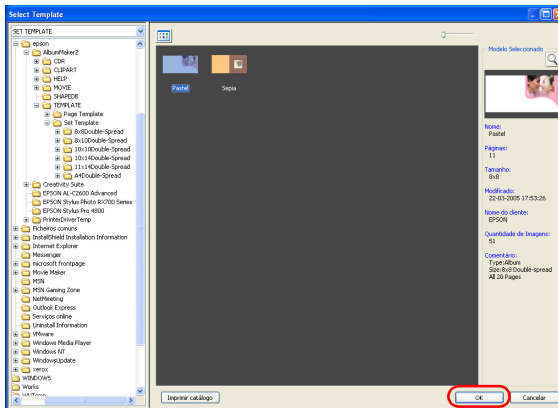 Select Template
SET TEMPLATE
epson
AlbumMaker2
CDR
CLIPART
HELP
MOVIE
SHAPEDB
TEMPLATE
Page Template
Set Template
8x8Double-Spread
8x10Double-Spread
10x10Double-Spread
10x14Double-Spread
11x14Double-Spread
A4Double-Spread
Creativity Suite
EPSON AL-C2600 Advanced
EPSON Stylus Photo RX700 Series
EPSON Stylus Pro 4800
PrinterDriverTemp
Ficheiros comuns
InstallShield Installation Information
Internet Explorer
Messenger
microsoft frontpage
Movie Maker
MSN
MSN Gaming Zone
NetMeeting
Outlook Express
Serviços online
Uninstall Information
VMware
Windows Media Player
Windows NT
WindowsUpdate
xerox
WINDOWS
Works
WUTemp
Pastel
Sepia
Modelo Seleccionado
Nome:
Pastel
Páginas:
11
Tamanho:
8x8
Modificado:
22-03-2005 17:53:26
Nome do cliente:
EPSON
Quantidade de Imagens:
51
Comentário:
Type:Album
Size:8x8 Double-spread
All 20 Pages
Imprimir catálogo
OK
Cancelar